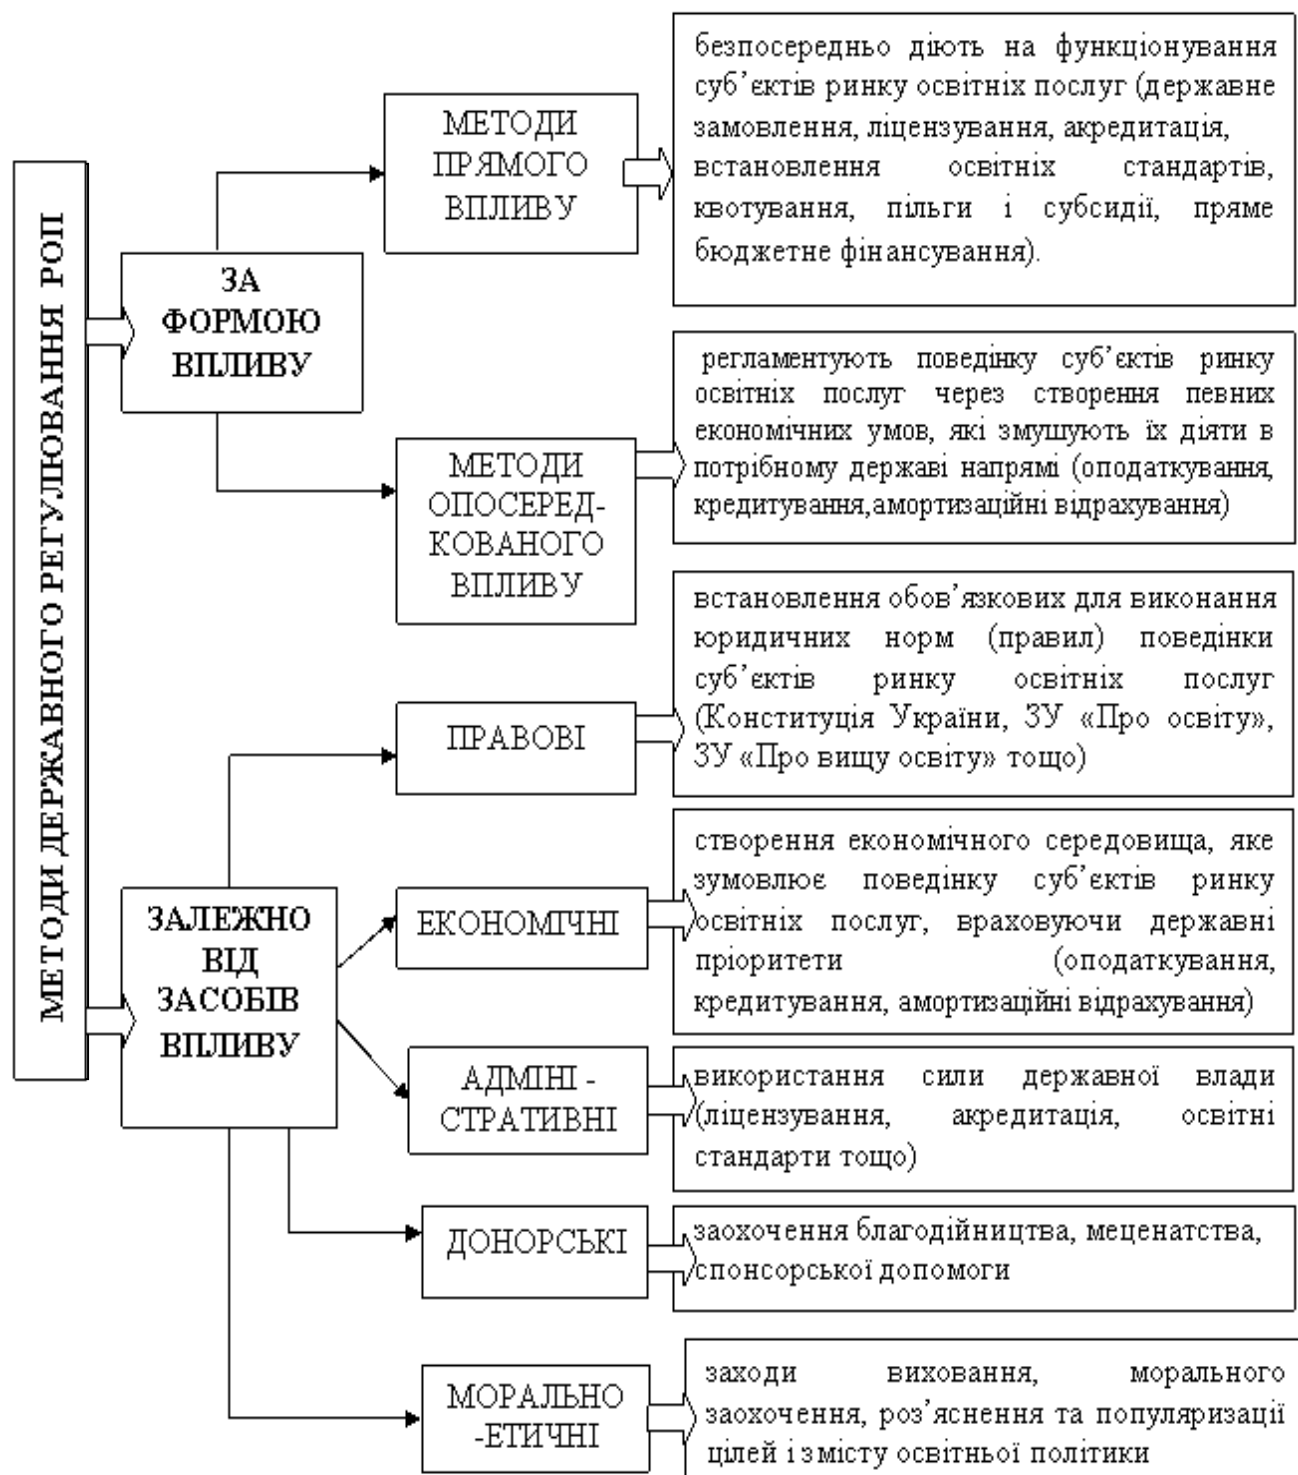 МЕТОДИ ДЕРЖАВНОГО РЕГУЛЮВАННЯ РОП
ЗА
ФОРМОЮ
ВПЛИВУ
МЕТОДИ
ПРЯМОГО
ВПЛИВУ
безпосередньо діють на функціонування
суб’єктів ринку освітніх послуг (державне
замовлення, ліцензування, акредитація,
встановлення освітніх стандартів,
квотування, пільги і субсидії, пряме
бюджетне фінансування).
МЕТОДИ
ОПОСЕРЕД-
КОВАНОГО
ВПЛИВУ
регламентують поведінку суб’єктів ринку
освітніх послуг через створення певних
економічних умов, які змушують їх діяти в
потрібному державі напрямі (оподаткування,
кредитування,амортизаційні відрахування)
ЗАЛЕЖНО
ВІД
ЗАСОБІВ
ВПЛИВУ
ПРАВОВІ
встановлення обов’язкових для виконання
юридичних норм (правил) поведінки
суб’єктів ринку освітніх послуг
(Конституція України, ЗУ «Про освіту»,
ЗУ «Про вищу освіту» тощо)
ЕКОНОМІЧНІ
створення економічного середовища, яке
зумовлює поведінку суб’єктів ринку
освітніх послуг, враховуючи державні
пріоритети (оподаткування,
кредитування, амортизаційні відрахування)
АДМІНІ -
СТРАТИВНІ
використання сили державної влади
(ліцензування, акредитація, освітні
стандарти тощо)
ДОНОРСЬКІ
заохочення благодійництва, меценатства,
спонсорської допомоги
МОРАЛЬНО
-ЕТИЧНІ
заходи виховання, морального
заохочення, роз’яснення та популяризації
цілей і змісту освітньої політики